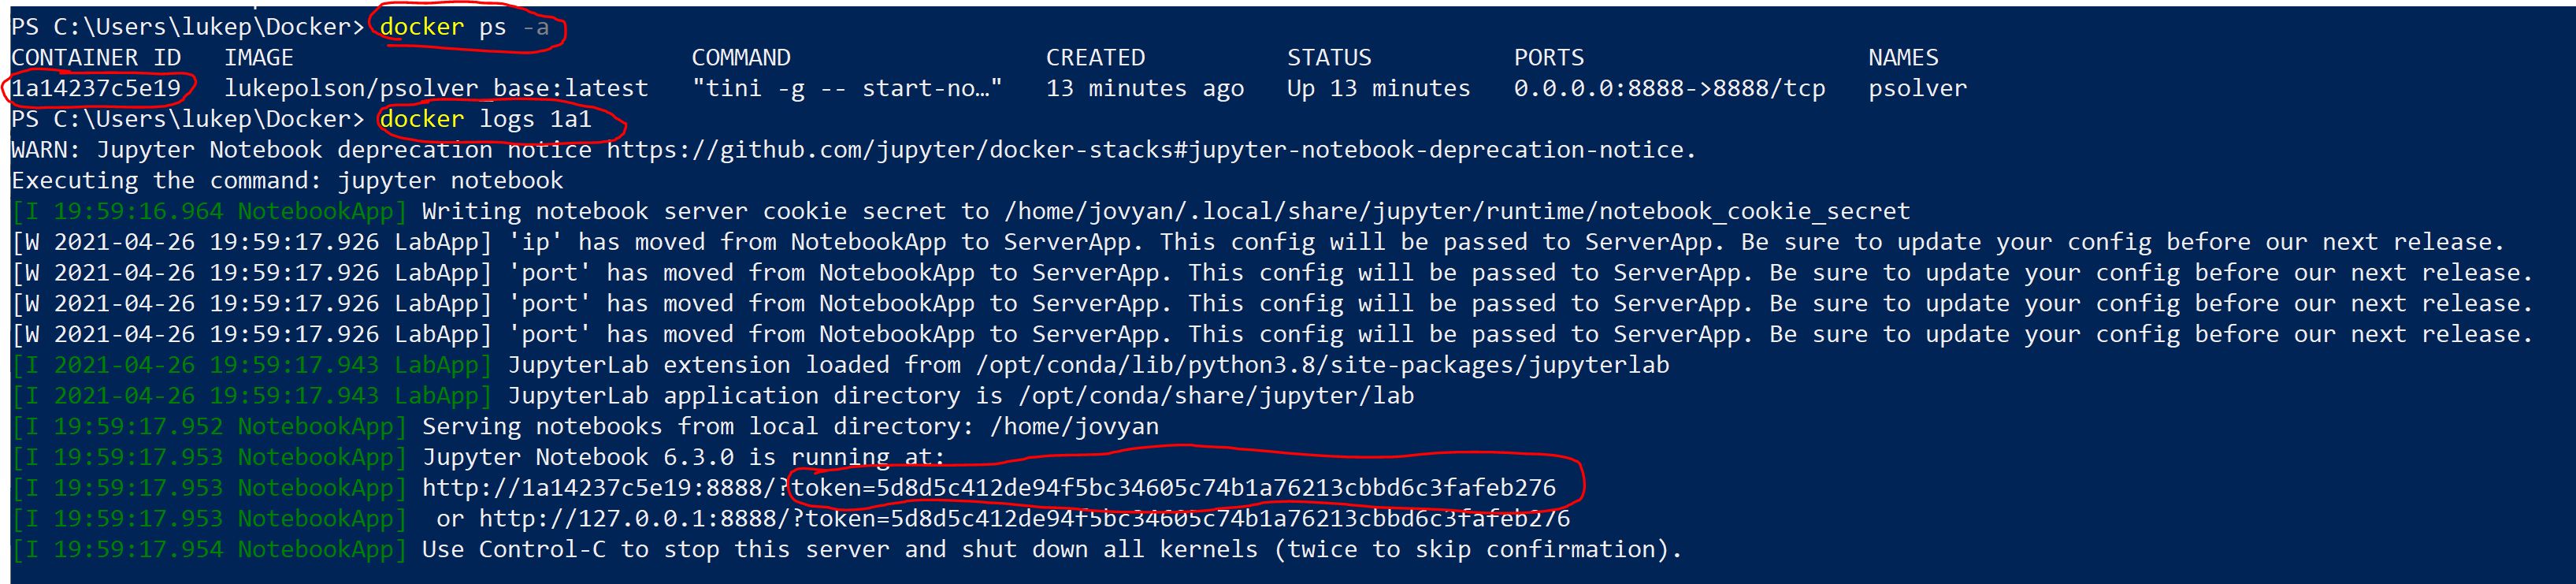 PS C:\Users\lukep\Docker> docker ps -a
CONTAINER ID   IMAGE                            COMMAND                  CREATED          STATUS          PORTS                    NAMES
1a14237c5e19   lukepolson/psolver_base:latest   "tini -g -- start-no…"   13 minutes ago   Up 13 minutes   0.0.0.0:8888->8888/tcp   psolver
PS C:\Users\lukep\Docker> docker logs 1a1
WARN: Jupyter Notebook deprecation notice https://github.com/jupyter/docker-stacks#jupyter-notebook-deprecation-notice.
Executing the command: jupyter notebook
[I 19:59:16.964 NotebookApp] Writing notebook server cookie secret to /home/jovyan/.local/share/jupyter/runtime/notebook_cookie_secret
[W 2021-04-26 19:59:17.926 LabApp] 'ip' has moved from NotebookApp to ServerApp. This config will be passed to ServerApp. Be sure to update your config before our next release.
[W 2021-04-26 19:59:17.926 LabApp] 'port' has moved from NotebookApp to ServerApp. This config will be passed to ServerApp. Be sure to update your config before our next release.
[W 2021-04-26 19:59:17.926 LabApp] 'port' has moved from NotebookApp to ServerApp. This config will be passed to ServerApp. Be sure to update your config before our next release.
[W 2021-04-26 19:59:17.926 LabApp] 'port' has moved from NotebookApp to ServerApp. This config will be passed to ServerApp. Be sure to update your config before our next release.
[I 2021-04-26 19:59:17.943 LabApp] JupyterLab extension loaded from /opt/conda/lib/python3.8/site-packages/jupyterlab
[I 2021-04-26 19:59:17.943 LabApp] JupyterLab application directory is /opt/conda/share/jupyter/lab
[I 19:59:17.952 NotebookApp] Serving notebooks from local directory: /home/jovyan
[I 19:59:17.953 NotebookApp] Jupyter Notebook 6.3.0 is running at:
[I 19:59:17.953 NotebookApp] http://1a14237c5e19:8888/?token=5d8d5c412de94f5bc34605c74b1a76213cbbd6c3fafeb276
[I 19:59:17.953 NotebookApp]  or http://127.0.0.1:8888/?token=5d8d5c412de94f5bc34605c74b1a76213cbbd6c3fafeb276
[I 19:59:17.954 NotebookApp] Use Control-C to stop this server and shut down all kernels (twice to skip confirmation).